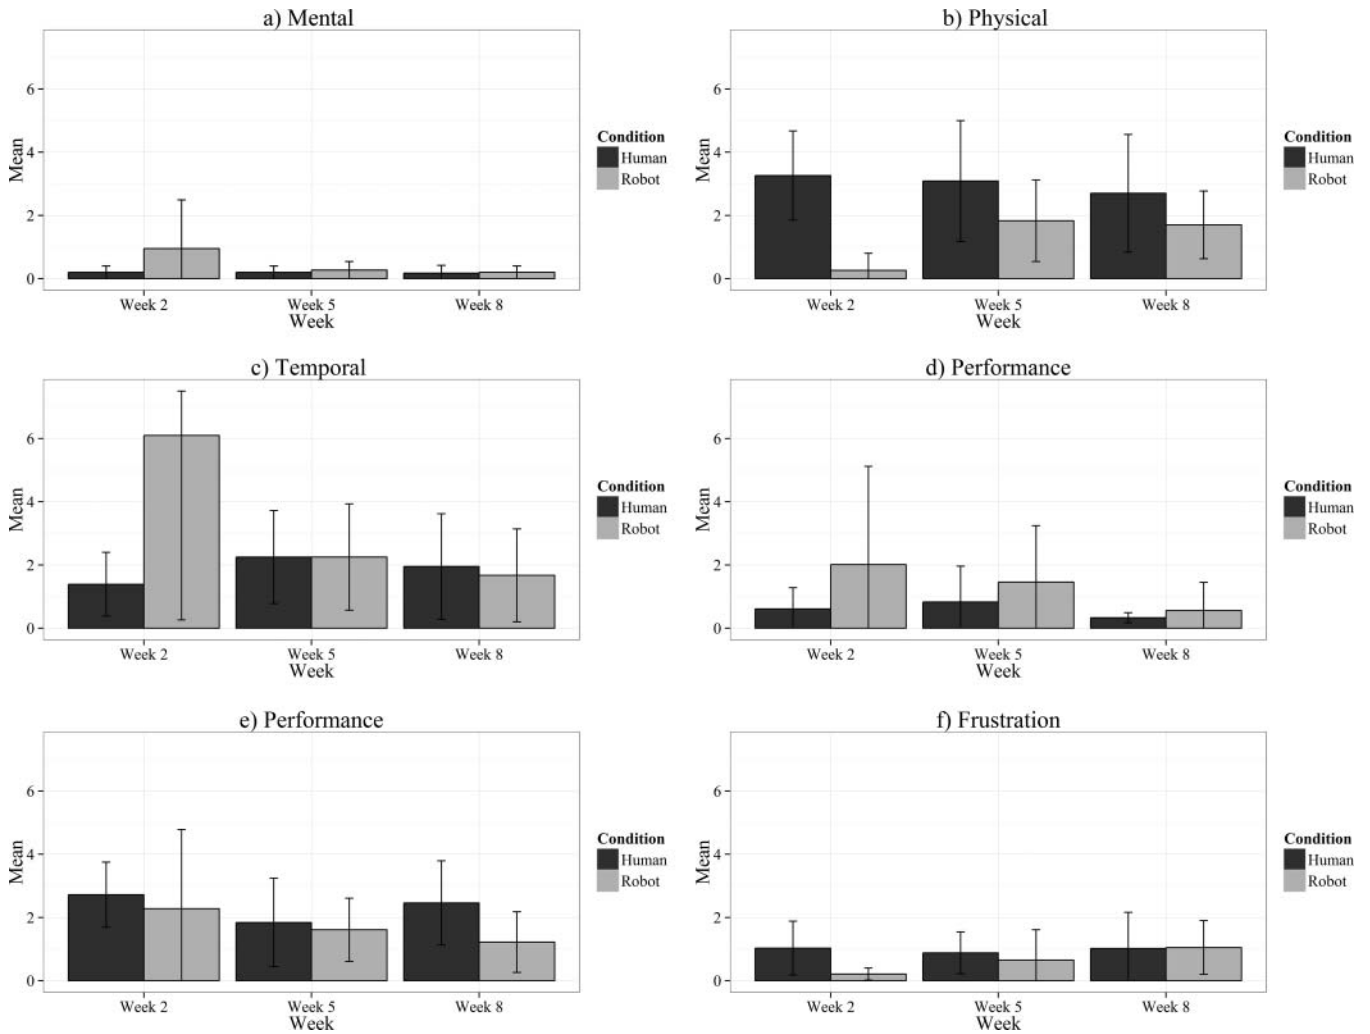 a) Mental
6
4
2
0
Mean
Week 2 Week 5 Week 8
Week
Condition
Human
Robot
b) Physical
6
4
2
0
Mean
Week 2 Week 5 Week 8
Week
Condition
Human
Robot
c) Temporal
6
4
2
0
Mean
Week 2 Week 5 Week 8
Week
Condition
Human
Robot
d) Performance
6
4
2
0
Mean
Week 2 Week 5 Week 8
Week
Condition
Human
Robot
e) Performance
6
4
2
0
Mean
Week 2 Week 5 Week 8
Week
Condition
Human
Robot
f) Frustration
6
4
2
0
Mean
Week 2 Week 5 Week 8
Week
Condition
Human
Robot